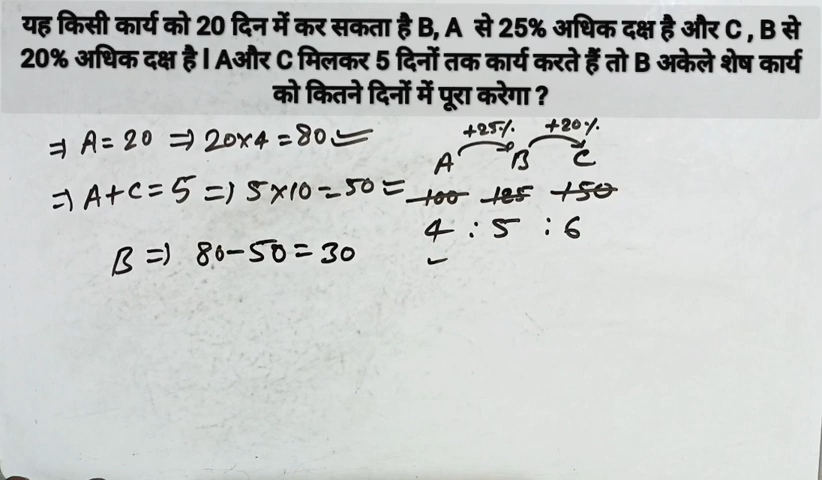 यह किसी कार्य को 20 दिन में कर सकता है B, A से 25% अधिक दक्ष है और C , B से
20% अधिक दक्ष है। Aऔर C मिलकर 5 दिनों तक कार्य करते हैं तो B अकेले शेष कार्य
को कितने दिनों में पूरा करेगा ?
⇒ A = 20 ⇒ 20×4 = 80
+25% +20%
A B C
⇒ A+C = 5 ⇒ 5×10 = 50 =
100 125 150
4 : 5 : 6
B ⇒ 80-50 = 30